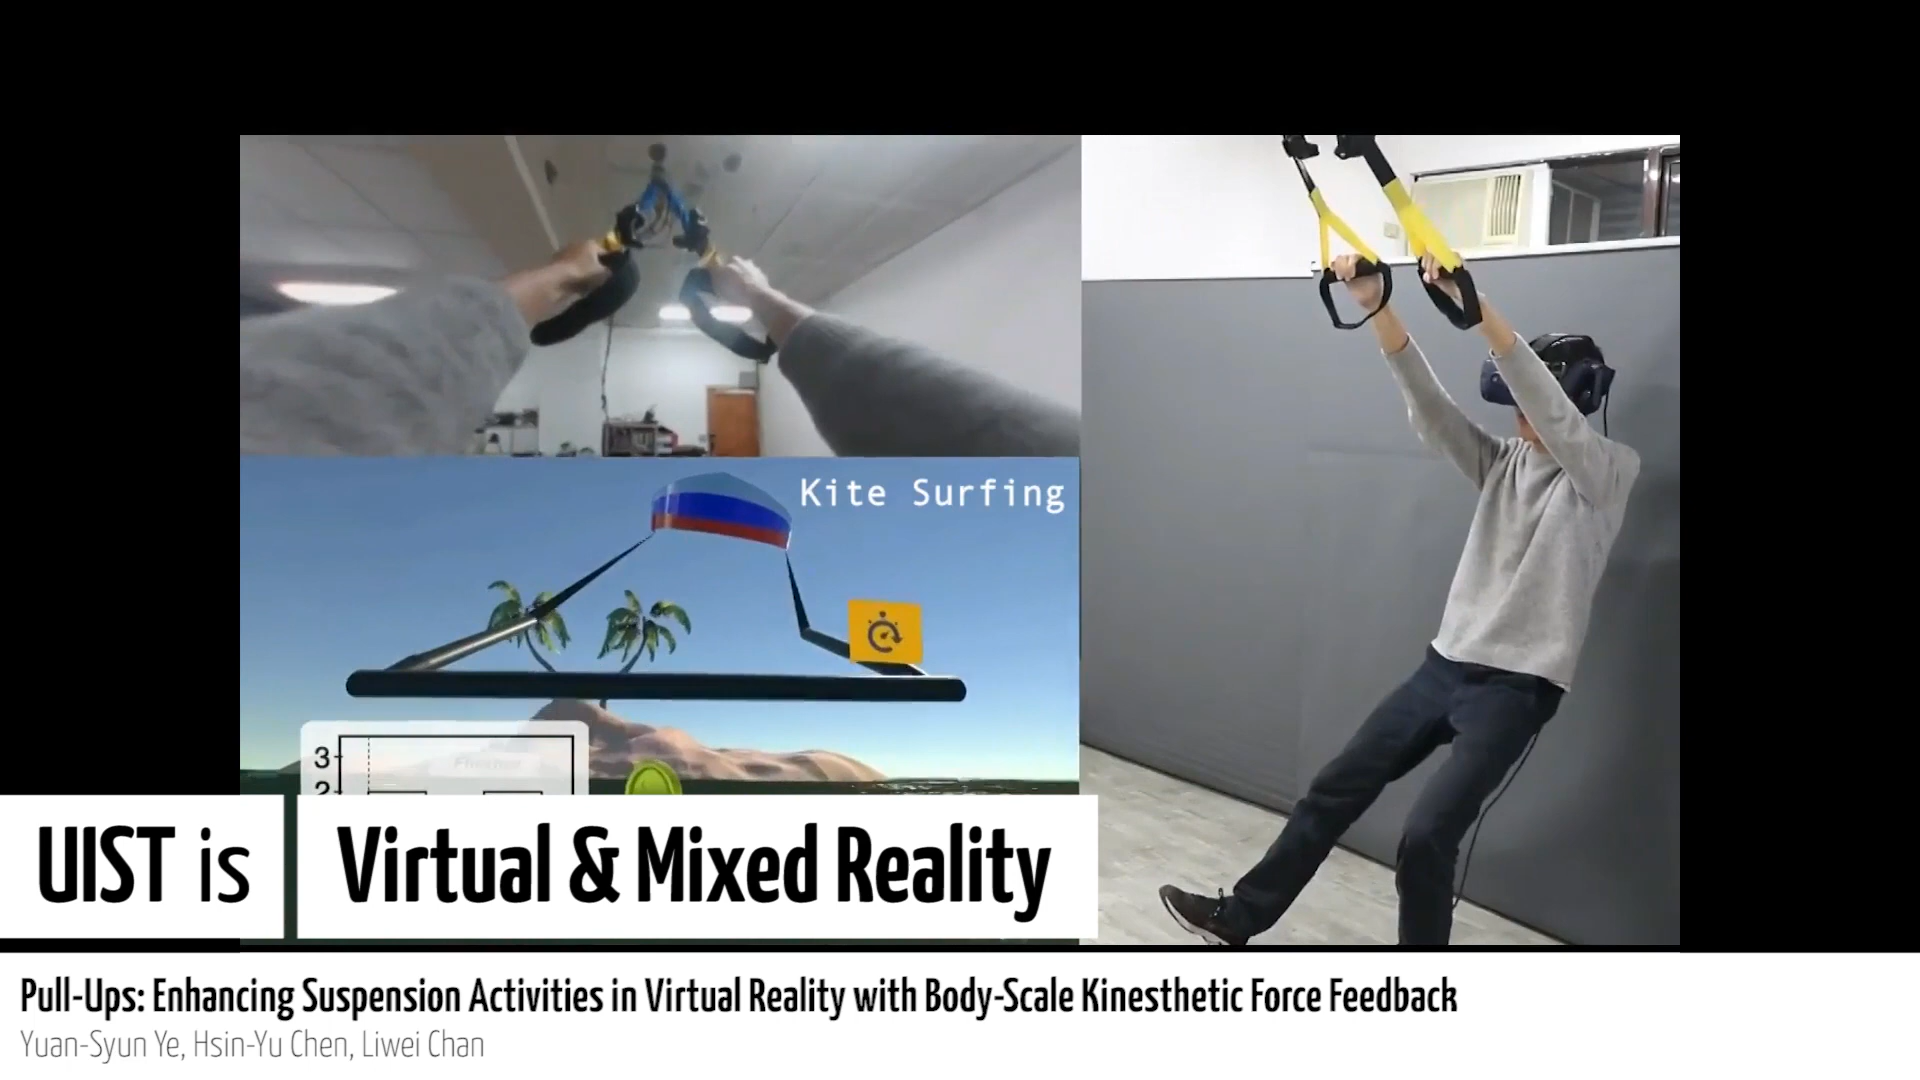 Kite Surfing
3
2
UIST is
Virtual & Mixed Reality
Pull-Ups: Enhancing Suspension Activities in Virtual Reality with Body-Scale Kinesthetic Force Feedback
Yuan-Syun Ye, Hsin-Yu Chen, Liwei Chan